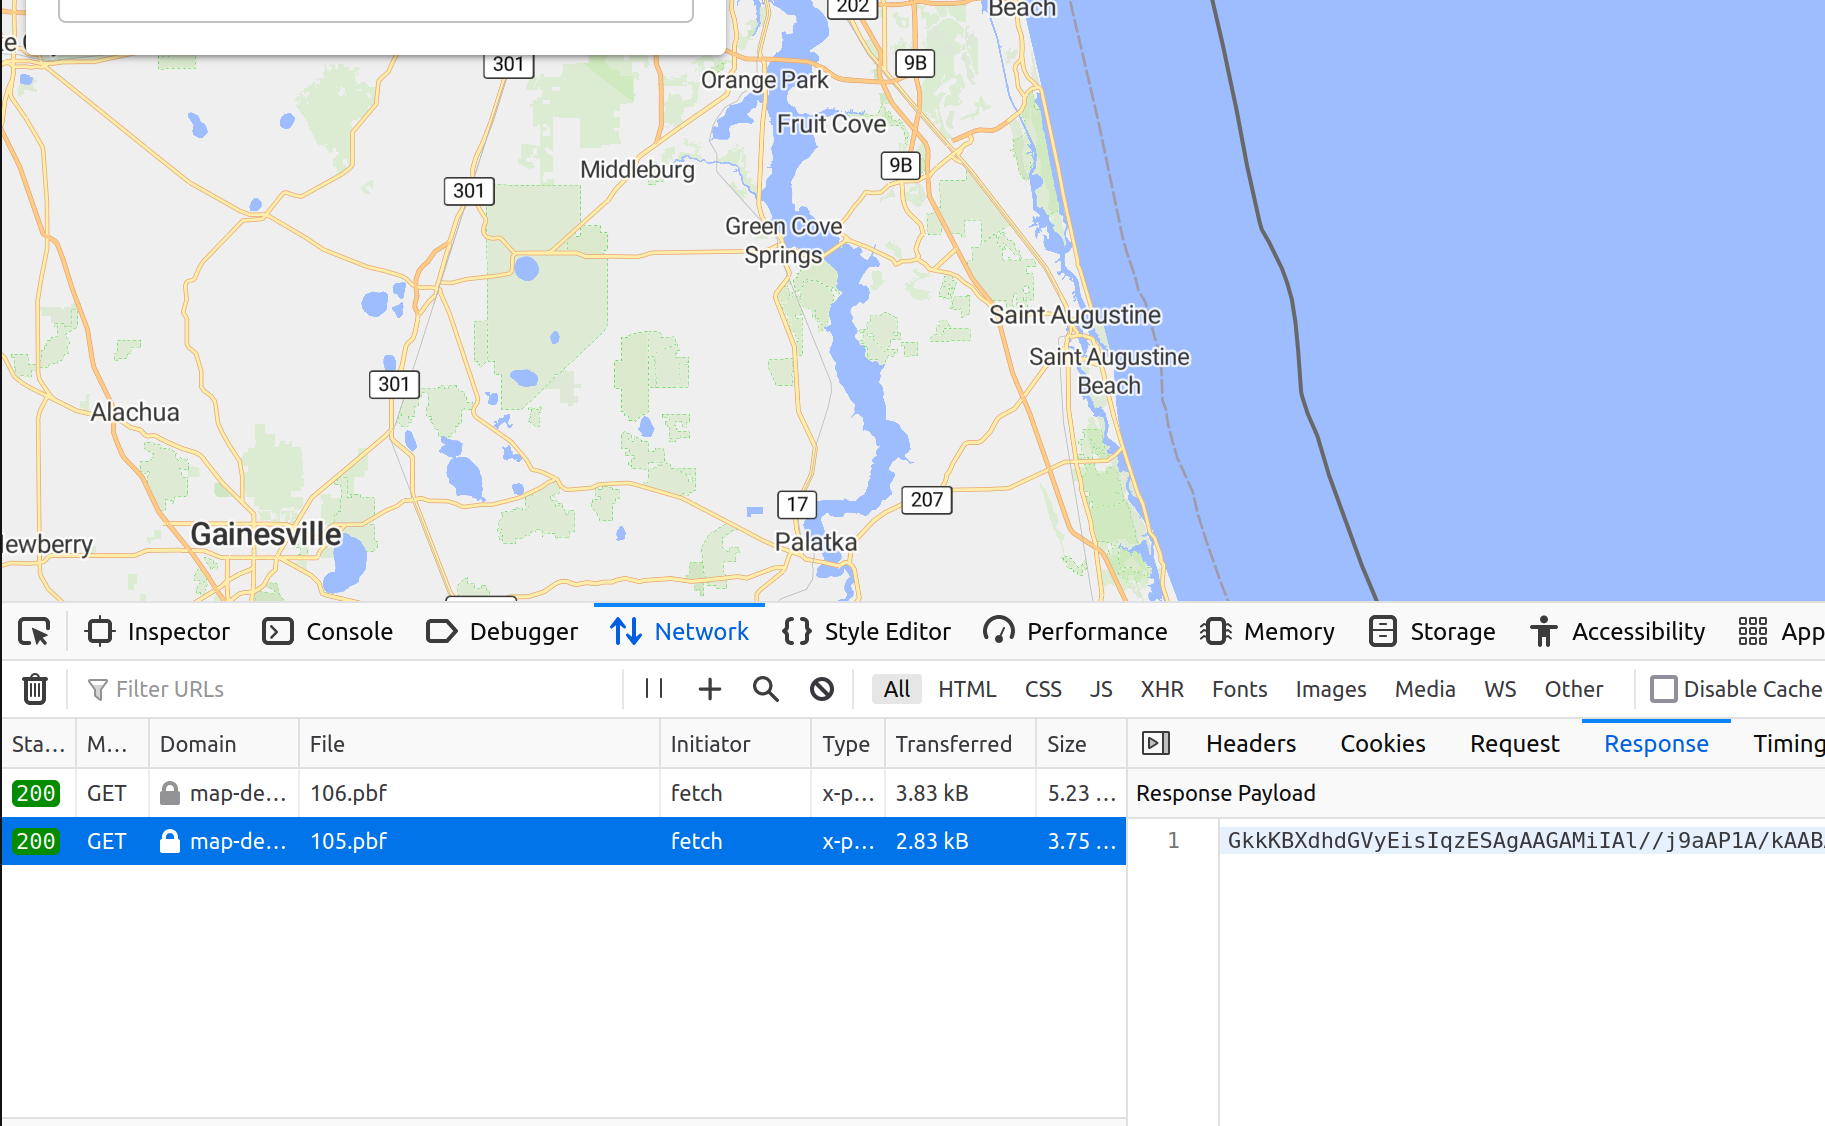 202
Beach
ke
301
Orange Park
9B
Fruit Cove
Middleburg
9B
301
Green Cove
Springs
Saint Augustine
Saint Augustine
Beach
301
Alachua
17
207
Gainesville
Palatka
ewberry
Inspector Console Debugger Network Style Editor Performance Memory Storage Accessibility App
Filter URLs All HTML CSS JS XHR Fonts Images Media WS Other Disable Cache
Sta... M... Domain File Initiator Type Transferred Size Headers Cookies Request Response Timing
200 GET map-de... 106.pbf fetch x-p... 3.83 kB 5.23 ... Response Payload
200 GET map-de... 105.pbf fetch x-p... 2.83 kB 3.75 ... 1 GkkKBXdhdGVyEisIqzESAgAAGAMiIAl//j9aAP1A/kAAB